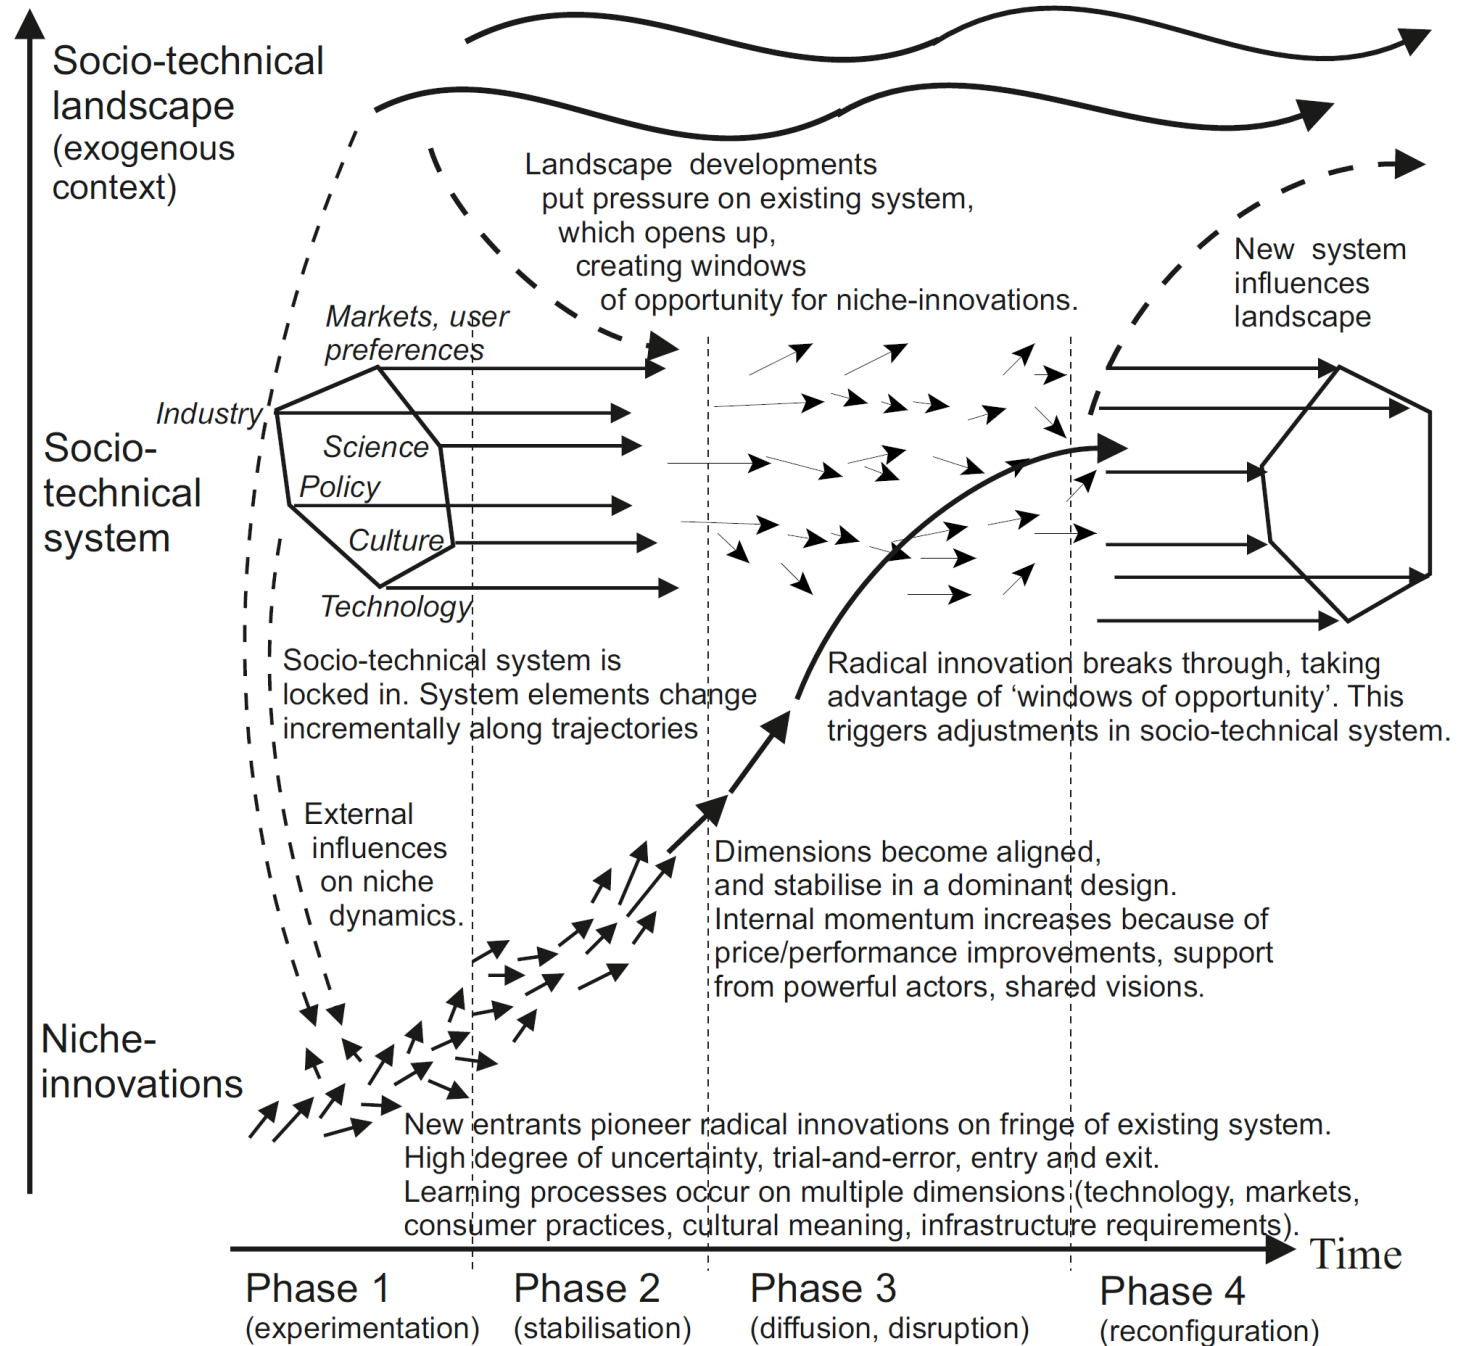 Socio-technical
landscape
(exogenous
context)
Landscape developments
put pressure on existing system,
which opens up,
creating windows
of opportunity for niche-innovations.
New system
influences
landscape
Markets, user
preferences
Industry
Science
Policy
Culture
Technology
Socio-
technical
system
Socio-technical system is
locked in. System elements change
incrementally along trajectories
Radical innovation breaks through, taking
advantage of ‘windows of opportunity’. This
triggers adjustments in socio-technical system.
External
influences
on niche
dynamics.
Dimensions become aligned,
and stabilise in a dominant design.
Internal momentum increases because of
price/performance improvements, support
from powerful actors, shared visions.
Niche-
innovations
New entrants pioneer radical innovations on fringe of existing system.
High degree of uncertainty, trial-and-error, entry and exit.
Learning processes occur on multiple dimensions (technology, markets,
consumer practices, cultural meaning, infrastructure requirements).
Time
Phase 1
(experimentation)
Phase 2
(stabilisation)
Phase 3
(diffusion, disruption)
Phase 4
(reconfiguration)